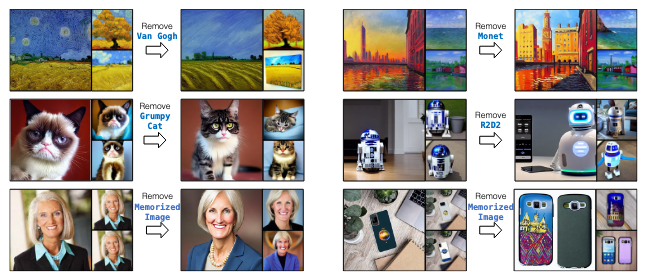 Remove
Van Gogh
Remove
Monet
Remove
Grumpy
Cat
Remove
R2D2
Remove
Memorized
Image
Remove
Memorized
Image